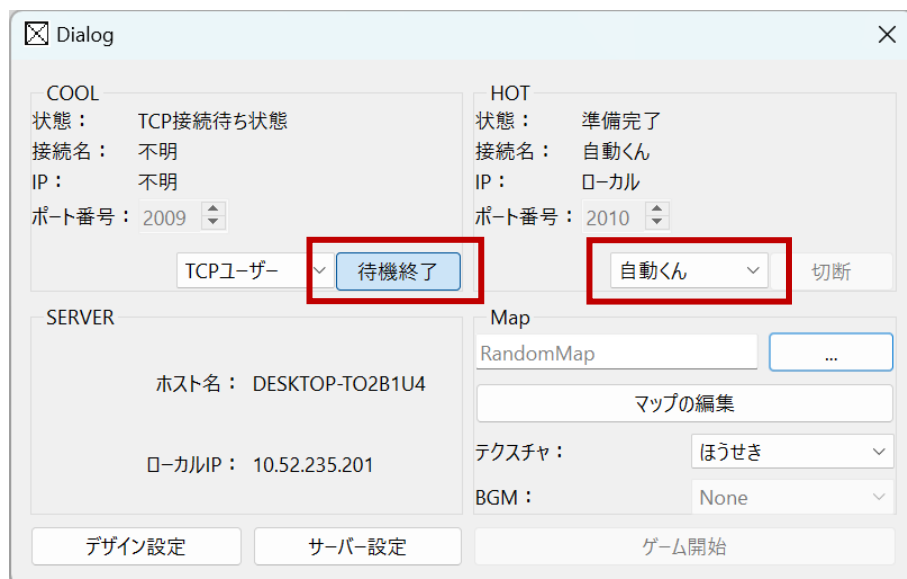 Dialog
COOL
状態： TCP接続待ち状態
接続名： 不明
IP： 不明
ポート番号： 2009
TCPユーザー 待機終了
HOT
状態： 準備完了
接続名： 自動くん
IP： ローカル
ポート番号： 2010
自動くん 切断
SERVER
ホスト名： DESKTOP-TO2B1U4
ローカルIP： 10.52.235.201
Map
RandomMap ...
マップの編集
テクスチャ： ほうせき
BGM： None
デザイン設定 サーバー設定 ゲーム開始